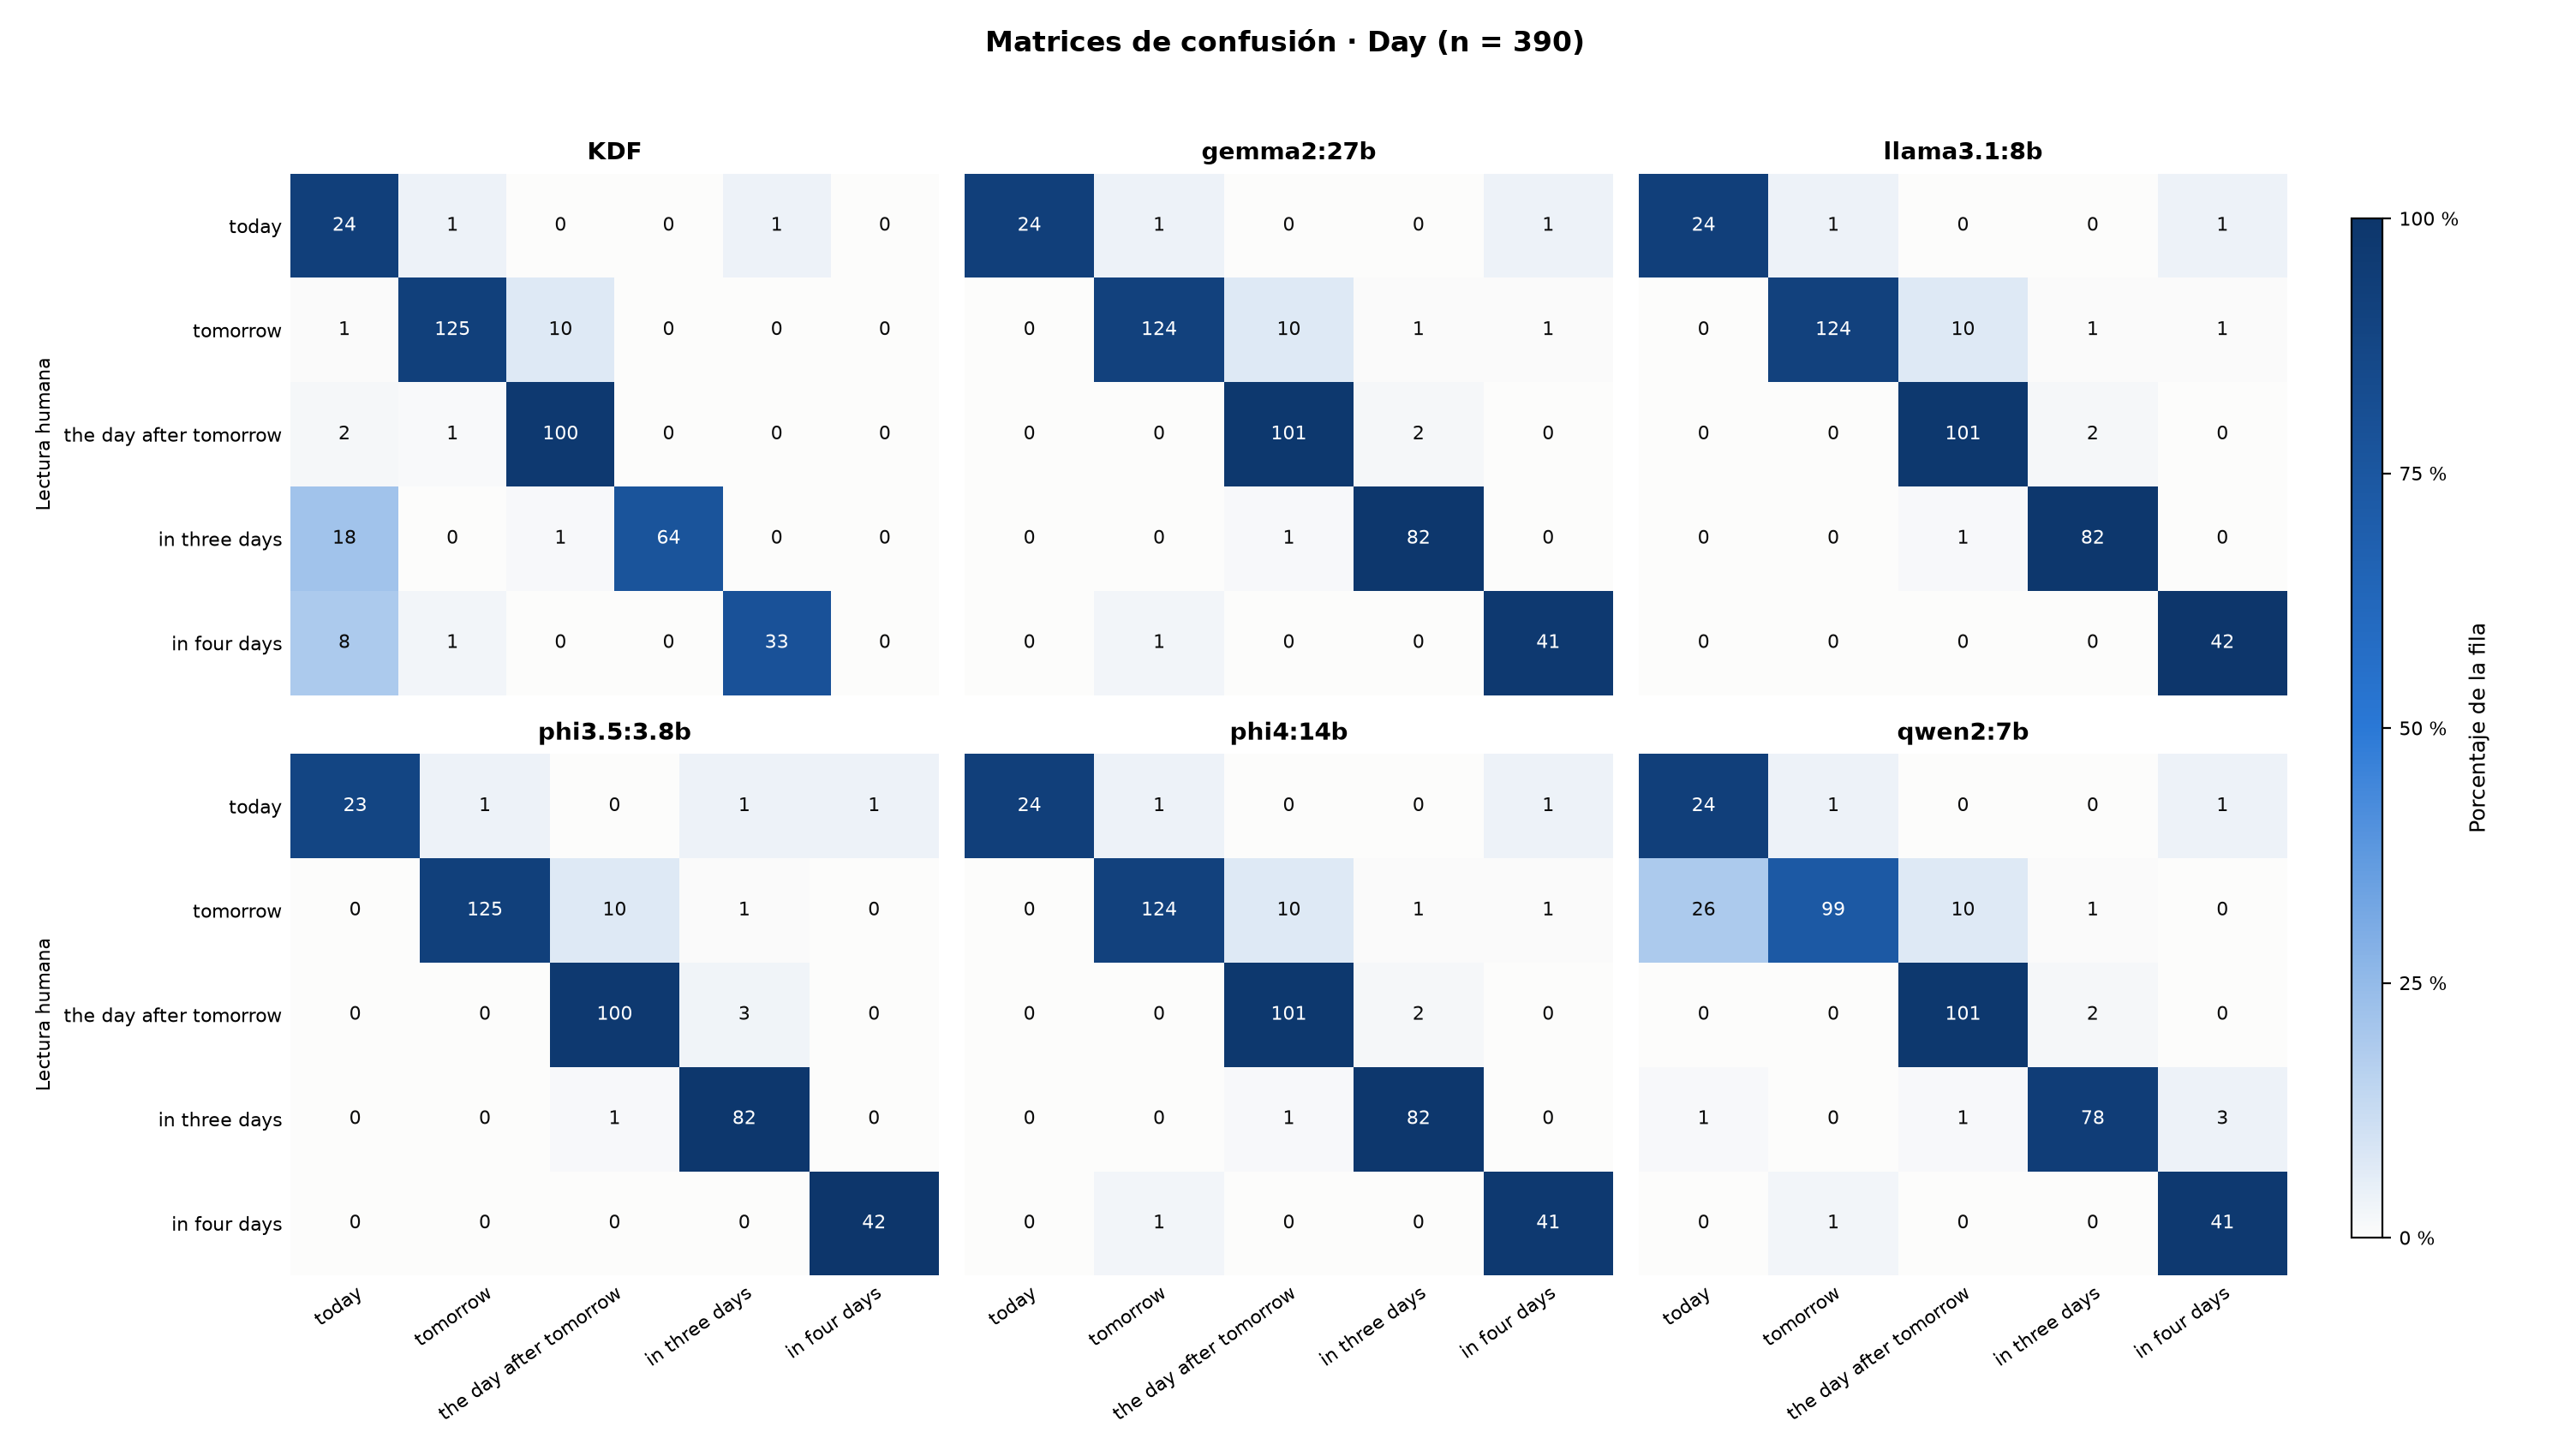 Matrices de confusión · Day (n = 390)
KDF
gemma2:27b
llama3.1:8b
Lectura humana
today
24 1 0 0 1 0
24 1 0 0 1
24 1 0 0 1
tomorrow
1 125 10 0 0 0
0 124 10 1 1
0 124 10 1 1
the day after tomorrow
2 1 100 0 0 0
0 0 101 2 0
0 0 101 2 0
in three days
18 0 1 64 0 0
0 0 1 82 0
0 0 1 82 0
in four days
8 1 0 0 33 0
0 1 0 0 41
0 0 0 0 42
phi3.5:3.8b
phi4:14b
qwen2:7b
Lectura humana
today
23 1 0 1 1
24 1 0 0 1
24 1 0 0 1
tomorrow
0 125 10 1 0
0 124 10 1 1
26 99 10 1 0
the day after tomorrow
0 0 100 3 0
0 0 101 2 0
0 0 101 2 0
in three days
0 0 1 82 0
0 0 1 82 0
1 0 1 78 3
in four days
0 0 0 0 42
0 1 0 0 41
0 1 0 0 41
today
tomorrow
the day after tomorrow
in three days
in four days
today
tomorrow
the day after tomorrow
in three days
in four days
today
tomorrow
the day after tomorrow
in three days
in four days
100 %
75 %
50 %
25 %
0 %
Porcentaje de la fila